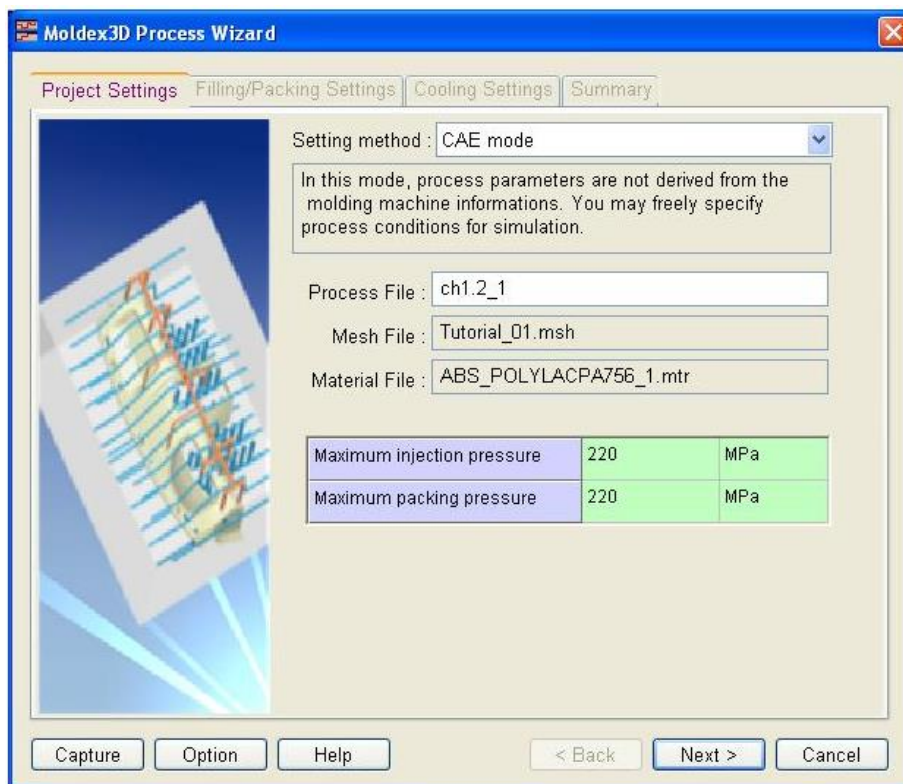 Moldex3D Process Wizard
Project Settings Filling/Packing Settings Cooling Settings Summary
Setting method : CAE mode
In this mode, process parameters are not derived from the
molding machine informations. You may freely specify
process conditions for simulation.
Process File : ch1.2_1
Mesh File : Tutorial_01.msh
Material File : ABS_POLYLACPA756_1.mtr
Maximum injection pressure 220 MPa
Maximum packing pressure 220 MPa
Capture Option Help < Back Next > Cancel